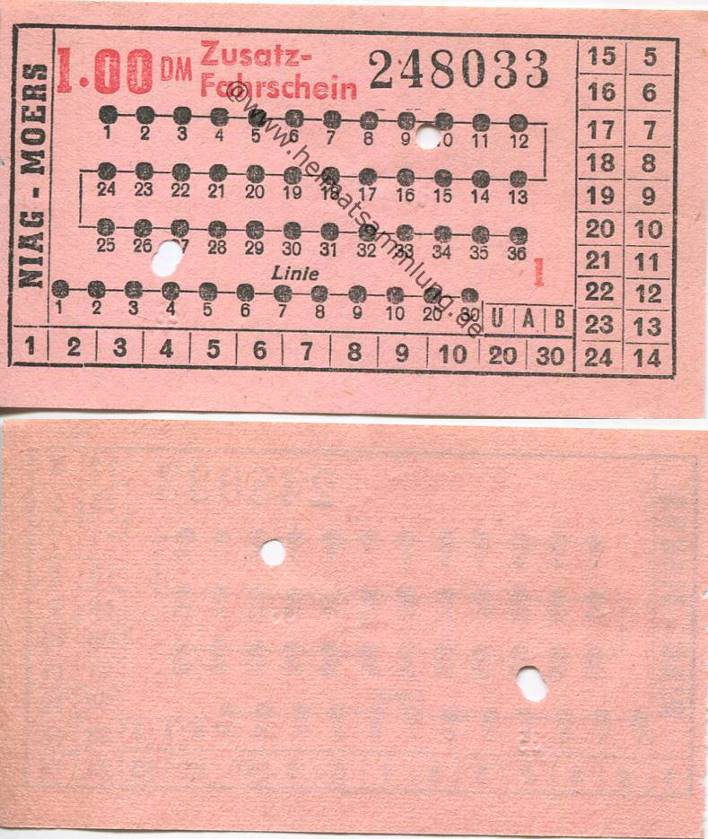 NIAG - MOERS
1.00 DM Zusatz-
Fahrschein
248033
1 2 3 4 5 6 7 8 9 0 11 12
24 23 22 21 20 19 18 17 16 15 14 13
25 26 27 28 29 30 31 32 33 34 35 36
Linie
1
1 2 3 4 5 6 7 8 9 10 20 30
U A B
1 2 3 4 5 6 7 8 9 10 20 30
15 5
16 6
17 7
18 8
19 9
20 10
21 11
22 12
23 13
24 14
@www.heimatsammlung.de